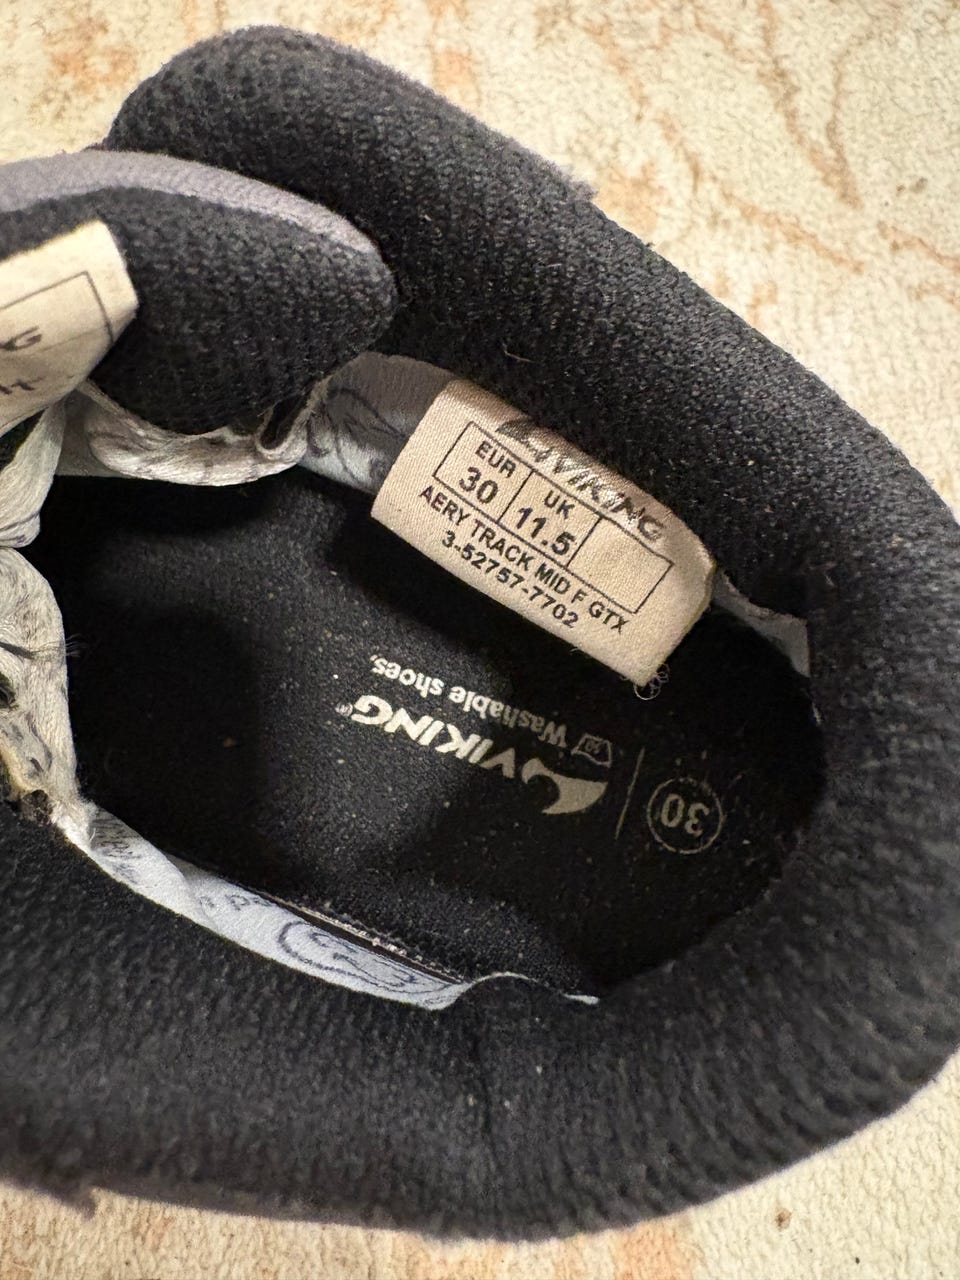 VIKING
EUR
30
UK
11.5
AERY TRACK MID F GTX
3-52757-7702
30
VIKING
Washable shoes.